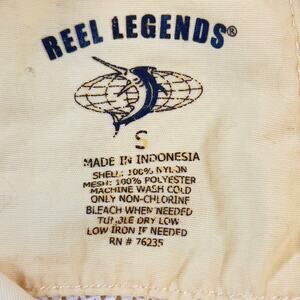 REEL LEGENDS®
S
MADE IN INDONESIA
SHELL: 100% NYLON
MESH: 100% POLYESTER
MACHINE WASH COLD
ONLY NON-CHLORINE
BLEACH WHEN NEEDED
TUMBLE DRY LOW
LOW IRON IF NEEDED
RN # 76235